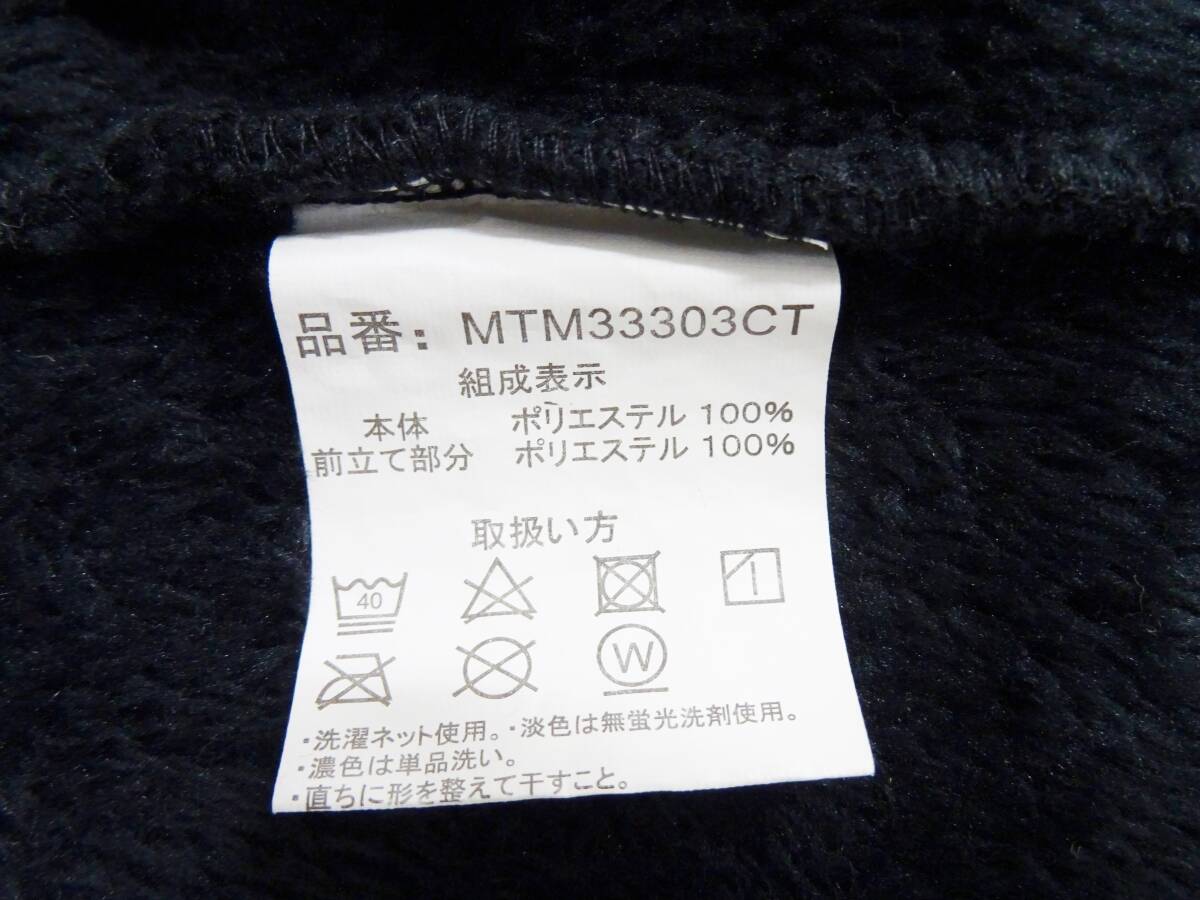 品番: MTM33303CT
組成表示
本体 ポリエステル 100%
前立て部分 ポリエステル 100%
取扱い方
40
W
・洗濯ネット使用。・淡色は無蛍光洗剤使用。
・濃色は単品洗い。
・直ちに形を整えて干すこと。